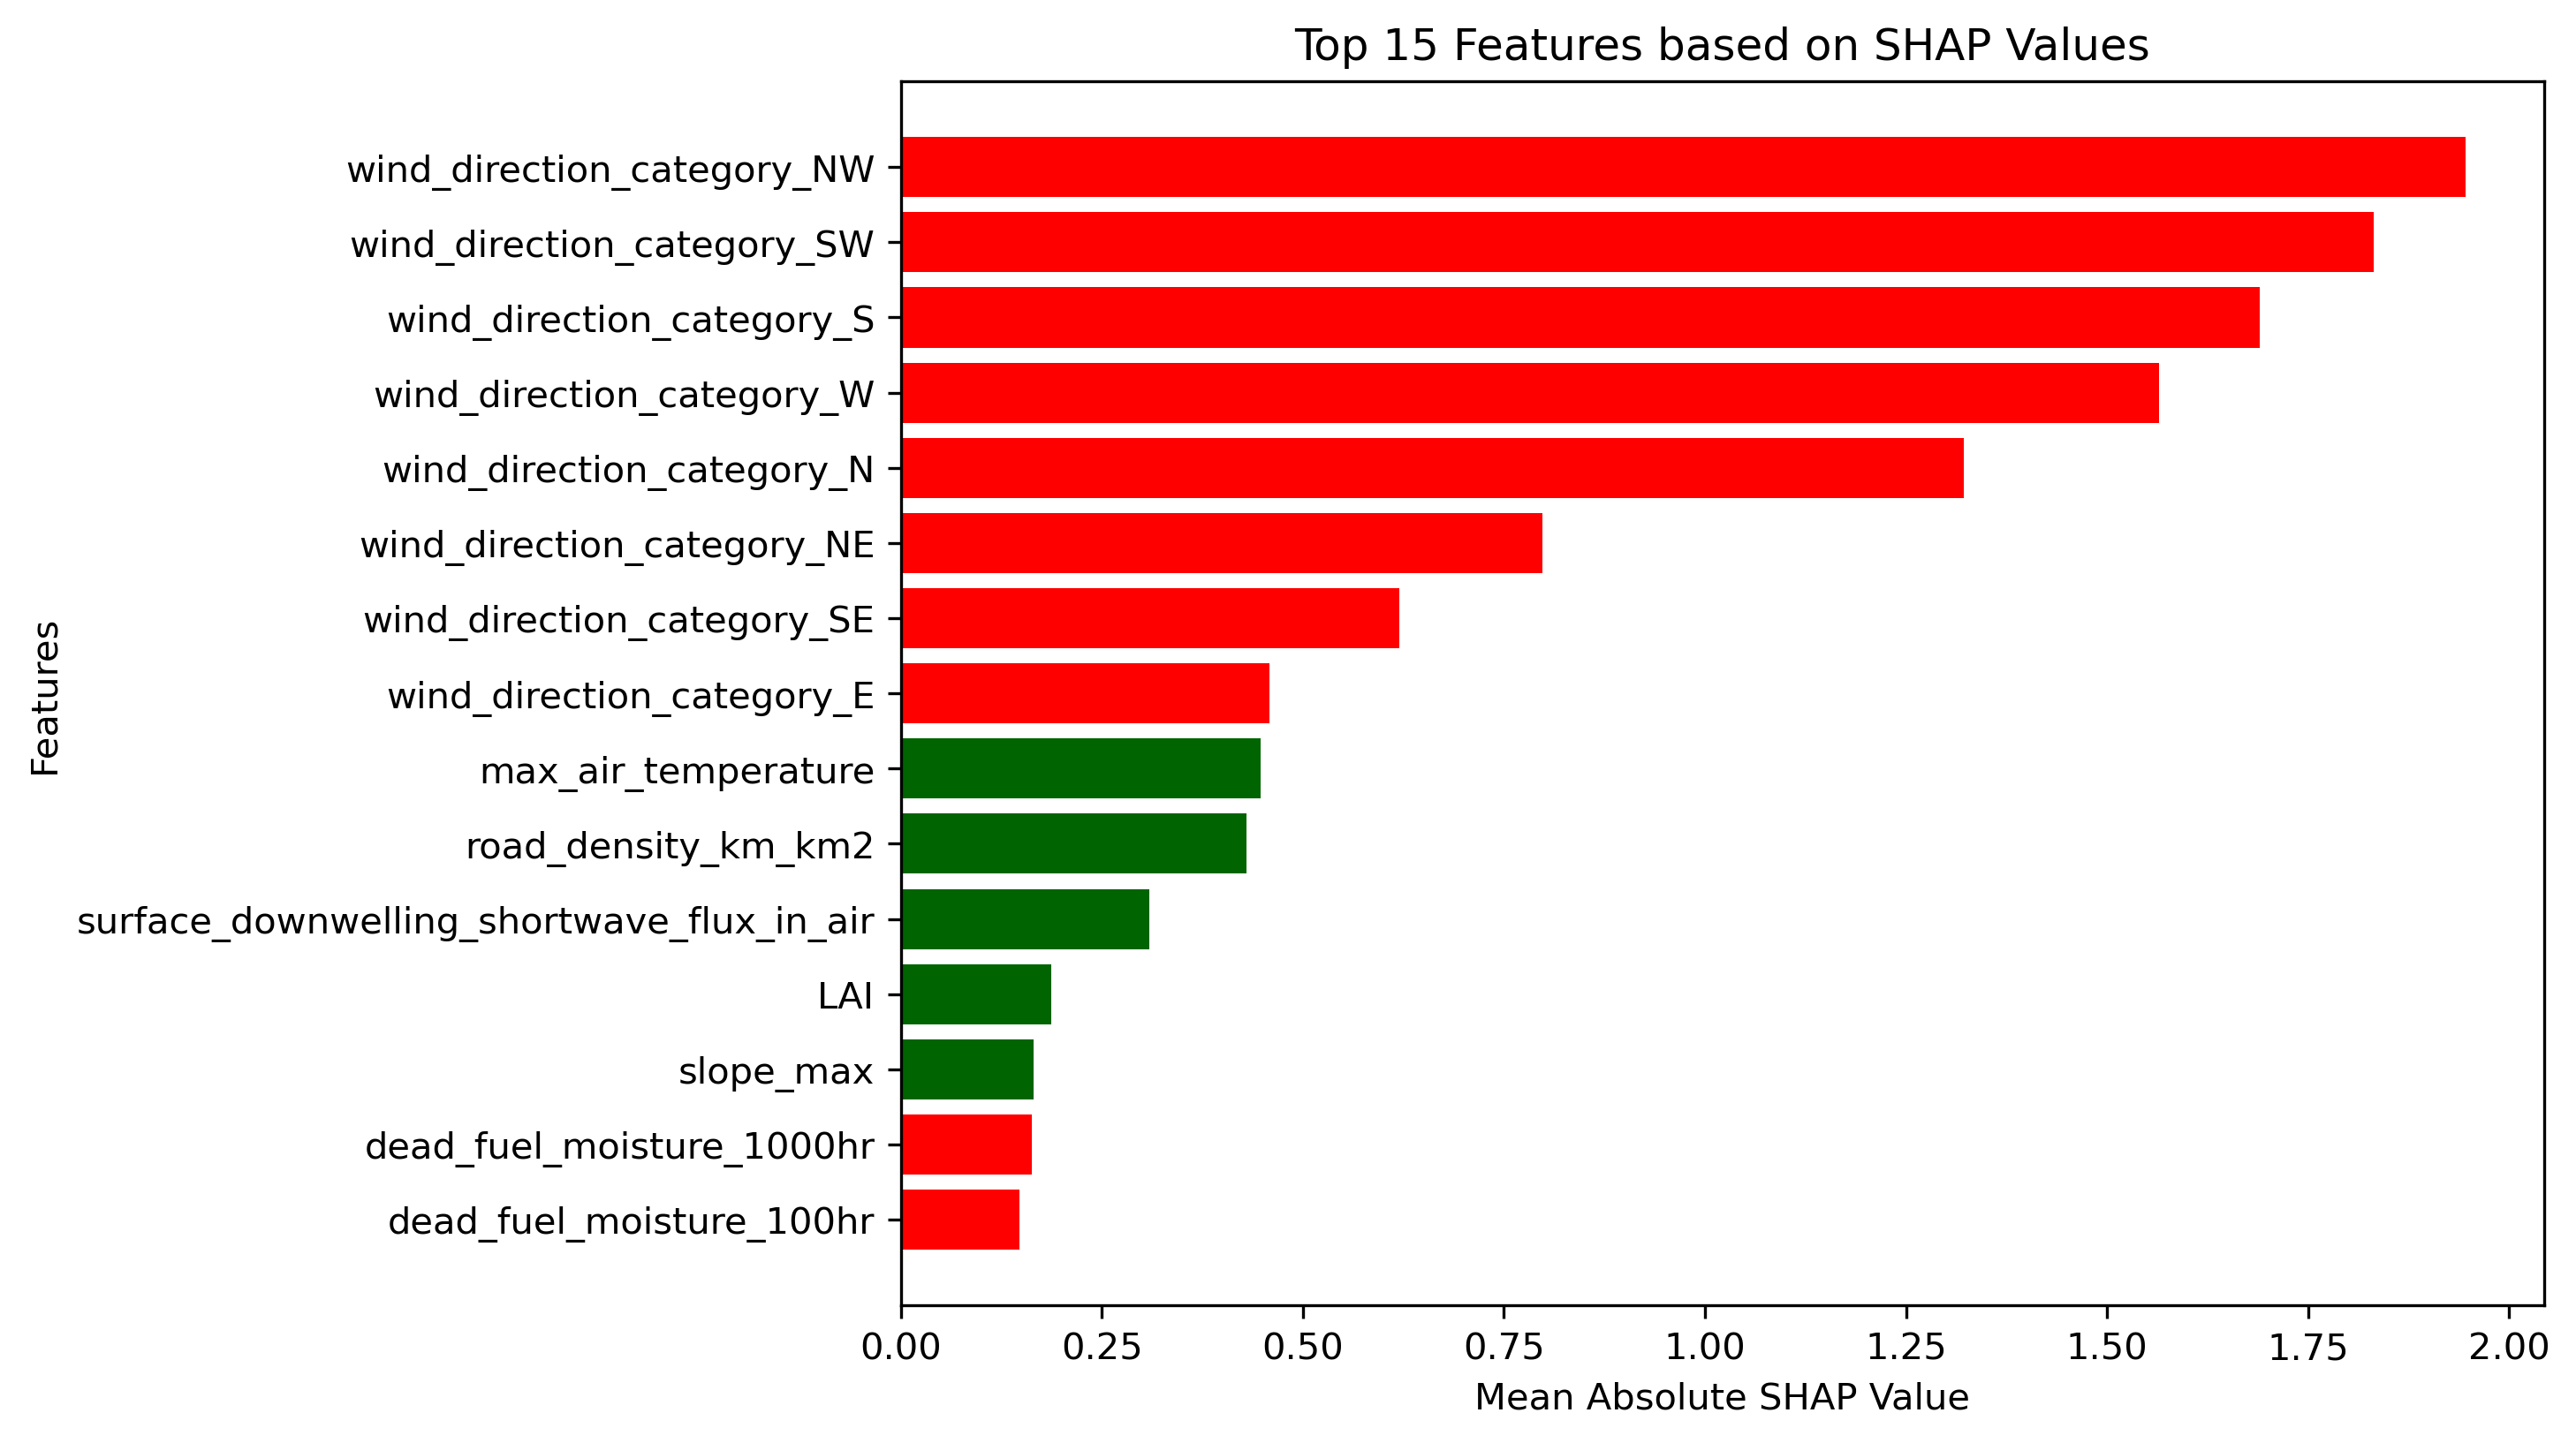 Top 15 Features based on SHAP Values
Features
wind_direction_category_NW
wind_direction_category_SW
wind_direction_category_S
wind_direction_category_W
wind_direction_category_N
wind_direction_category_NE
wind_direction_category_SE
wind_direction_category_E
max_air_temperature
road_density_km_km2
surface_downwelling_shortwave_flux_in_air
LAI
slope_max
dead_fuel_moisture_1000hr
dead_fuel_moisture_100hr
0.00 0.25 0.50 0.75 1.00 1.25 1.50 1.75 2.00
Mean Absolute SHAP Value